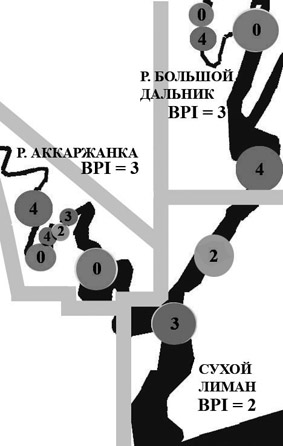 0
4
0
Р. БОЛЬШОЙ
ДАЛЬНИК
BPI = 3
Р. АККАРЖАНКА
BPI = 3
4
4
3
4
2
0
0
2
3
СУХОЙ
ЛИМАН
BPI = 2